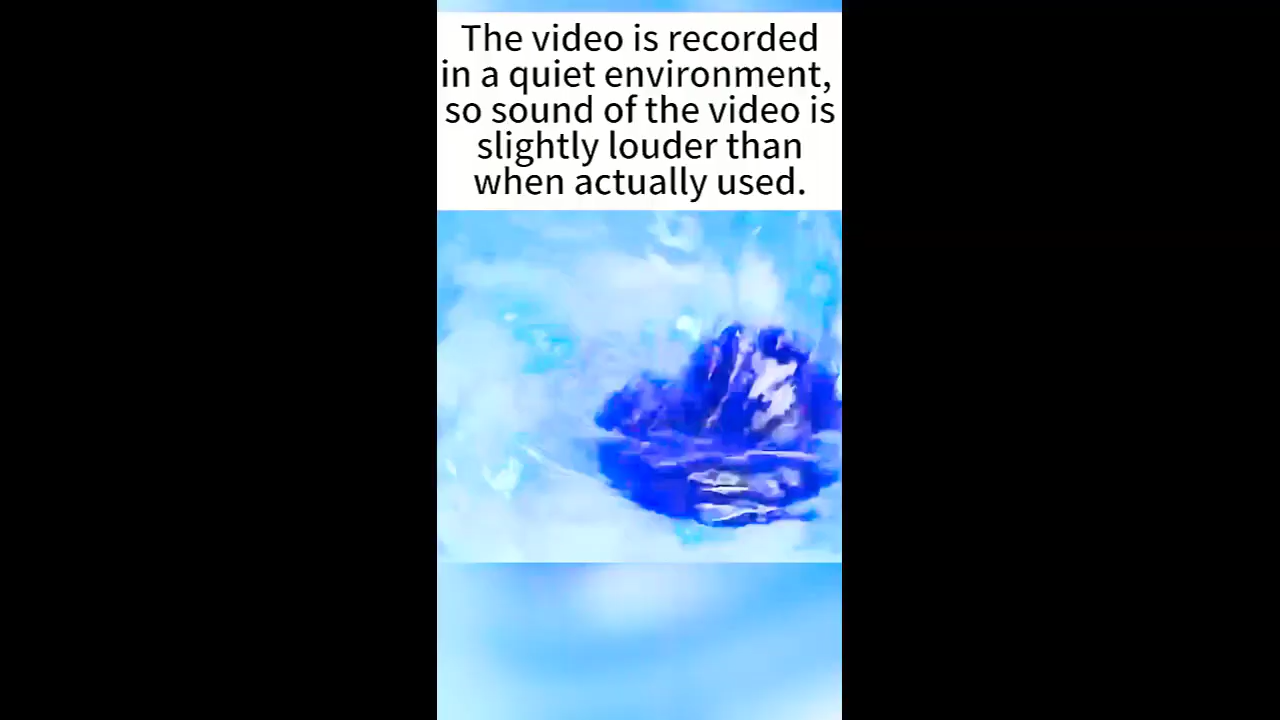 The video is recorded
in a quiet environment,
so sound of the video is
slightly louder than
when actually used.